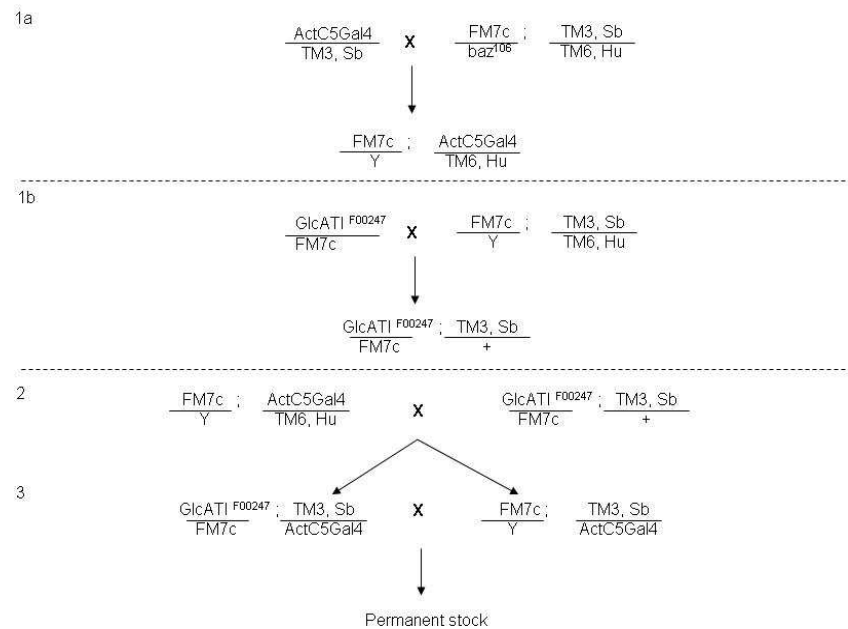 1a
ActC5Gal4 X FM7c ; TM3, Sb
TM3, Sb baz106 TM6, Hu
FM7c ; ActC5Gal4
Y TM6, Hu
1b
GlcATI F00247 X FM7c ; TM3, Sb
FM7c Y TM6, Hu
GlcATI F00247 ; TM3, Sb
FM7c +
2
FM7c ; ActC5Gal4 X GlcATI F00247 ; TM3, Sb
Y TM6, Hu FM7c +
3
GlcATI F00247 ; TM3, Sb X FM7c ; TM3, Sb
FM7c ActC5Gal4 Y ActC5Gal4
Permanent stock